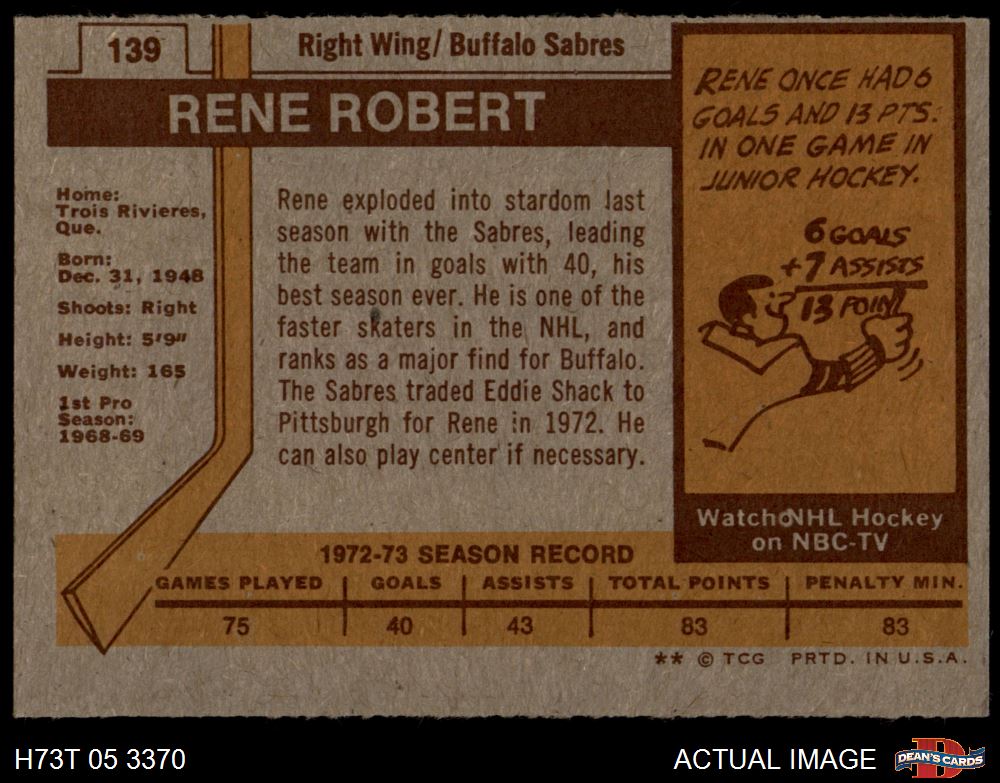 139
Right Wing/ Buffalo Sabres
RENE ROBERT
Home:
Trois Rivieres,
Que.
Born:
Dec. 31, 1948
Shoots: Right
Height: 5'9"
Weight: 165
1st Pro
Season:
1968-69
Rene exploded into stardom last
season with the Sabres, leading
the team in goals with 40, his
best season ever. He is one of the
faster skaters in the NHL, and
ranks as a major find for Buffalo.
The Sabres traded Eddie Shack to
Pittsburgh for Rene in 1972. He
can also play center if necessary.
RENE ONCE HAD 6
GOALS AND 13 PTS.
IN ONE GAME IN
JUNIOR HOCKEY.
6 GOALS
+7 ASSISTS
13 POINT
Watch NHL Hockey
on NBC-TV
1972-73 SEASON RECORD
GAMES PLAYED GOALS ASSISTS TOTAL POINTS PENALTY MIN.
75 40 43 83 83
** © TCG PRTD. IN U.S.A.
H73T 05 3370
ACTUAL IMAGE
D
DEAN'S CARDS